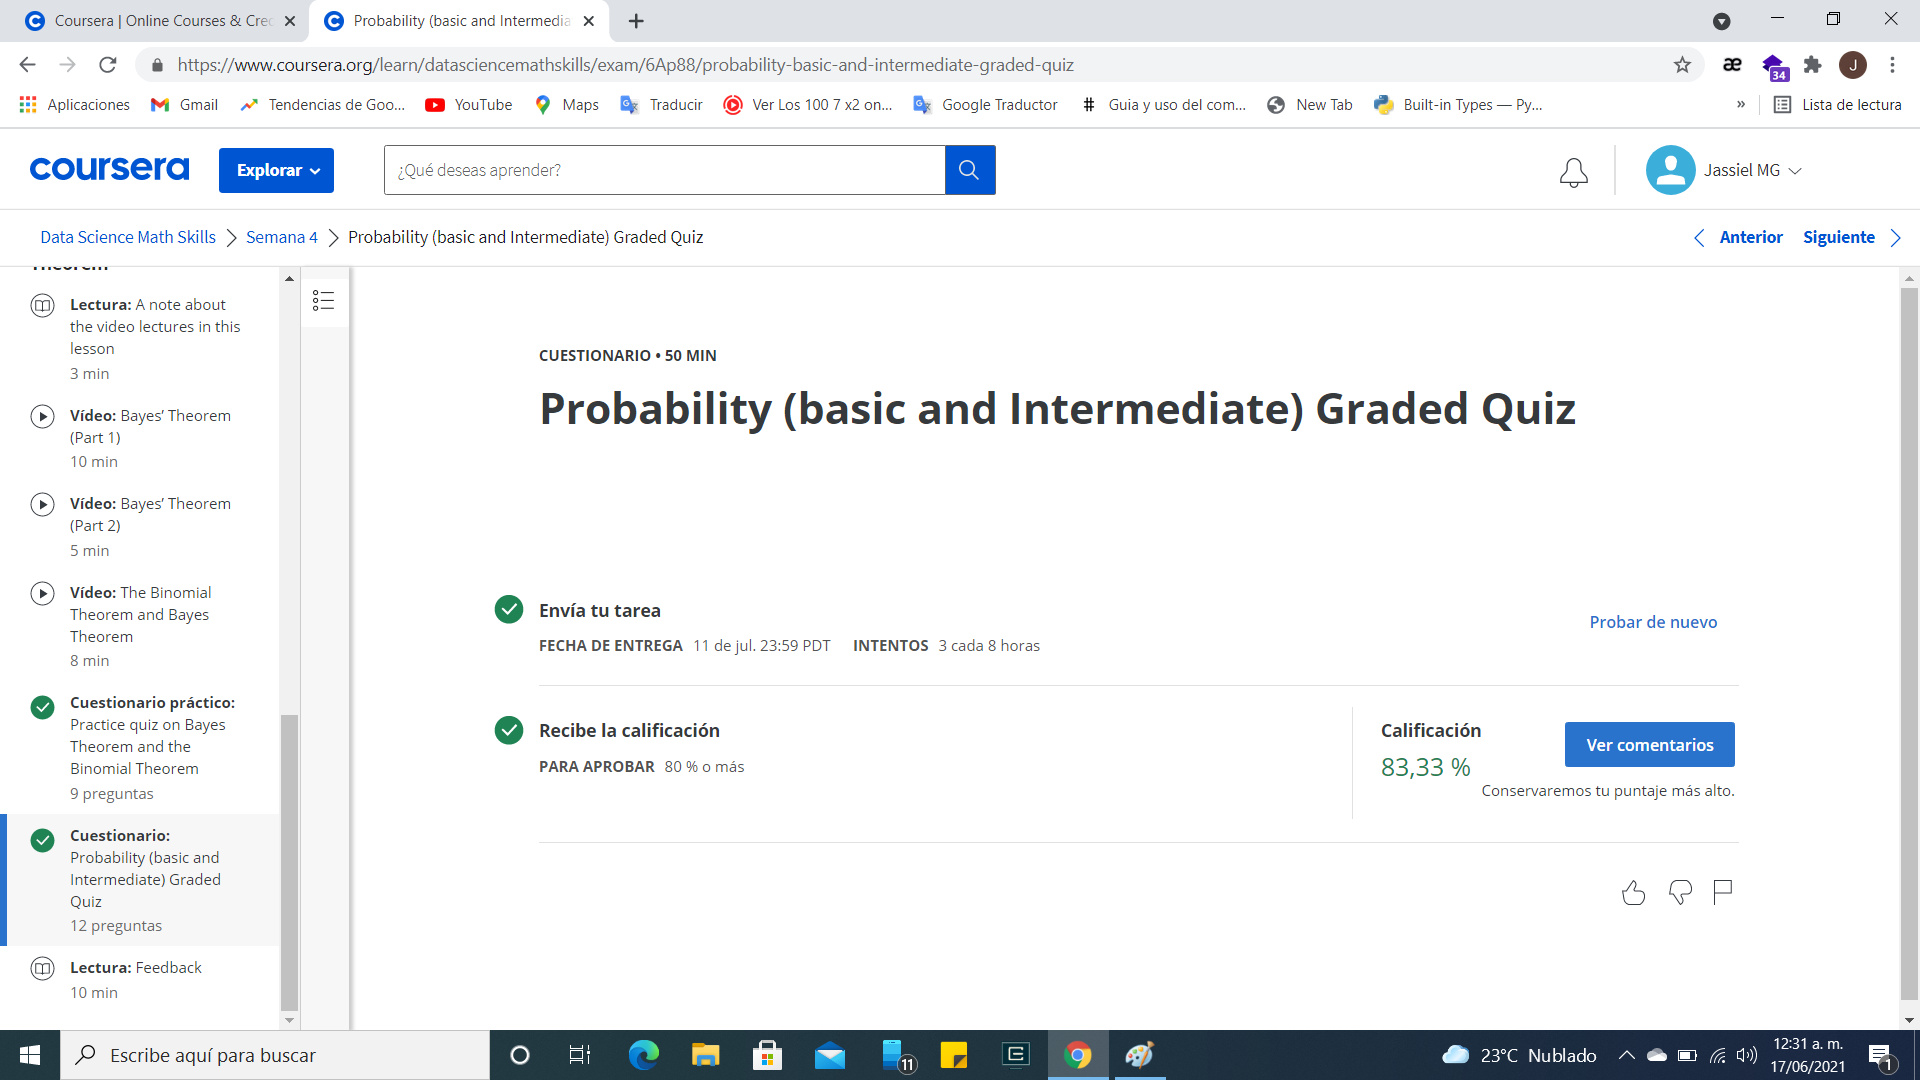 Coursera | Online Courses & Cre
Probability (basic and Intermedia
https://www.coursera.org/learn/datasciencemathskills/exam/6Ap88/probability-basic-and-intermediate-graded-quiz
æ
34
J
Aplicaciones
Gmail
Tendencias de Goo...
YouTube
Maps
Traducir
Ver Los 100 7 x2 on...
Google Traductor
# Guia y uso del com...
New Tab
Built-in Types — Py...
»
Lista de lectura
coursera
Explorar
¿Qué deseas aprender?
Jassiel MG
Data Science Math Skills
Semana 4
Probability (basic and Intermediate) Graded Quiz
Anterior
Siguiente
Theorem
Lectura: A note about
the video lectures in this
lesson
3 min
Vídeo: Bayes’ Theorem
(Part 1)
10 min
Vídeo: Bayes’ Theorem
(Part 2)
5 min
Vídeo: The Binomial
Theorem and Bayes
Theorem
8 min
Cuestionario práctico:
Practice quiz on Bayes
Theorem and the
Binomial Theorem
9 preguntas
Cuestionario:
Probability (basic and
Intermediate) Graded
Quiz
12 preguntas
Lectura: Feedback
10 min
CUESTIONARIO • 50 MIN
Probability (basic and Intermediate) Graded Quiz
Envía tu tarea
FECHA DE ENTREGA 11 de jul. 23:59 PDT INTENTOS 3 cada 8 horas
Probar de nuevo
Recibe la calificación
PARA APROBAR 80 % o más
Calificación
83,33 %
Ver comentarios
Conservaremos tu puntaje más alto.
Escribe aquí para buscar
11
23°C Nublado
12:31 a. m.
17/06/2021
1